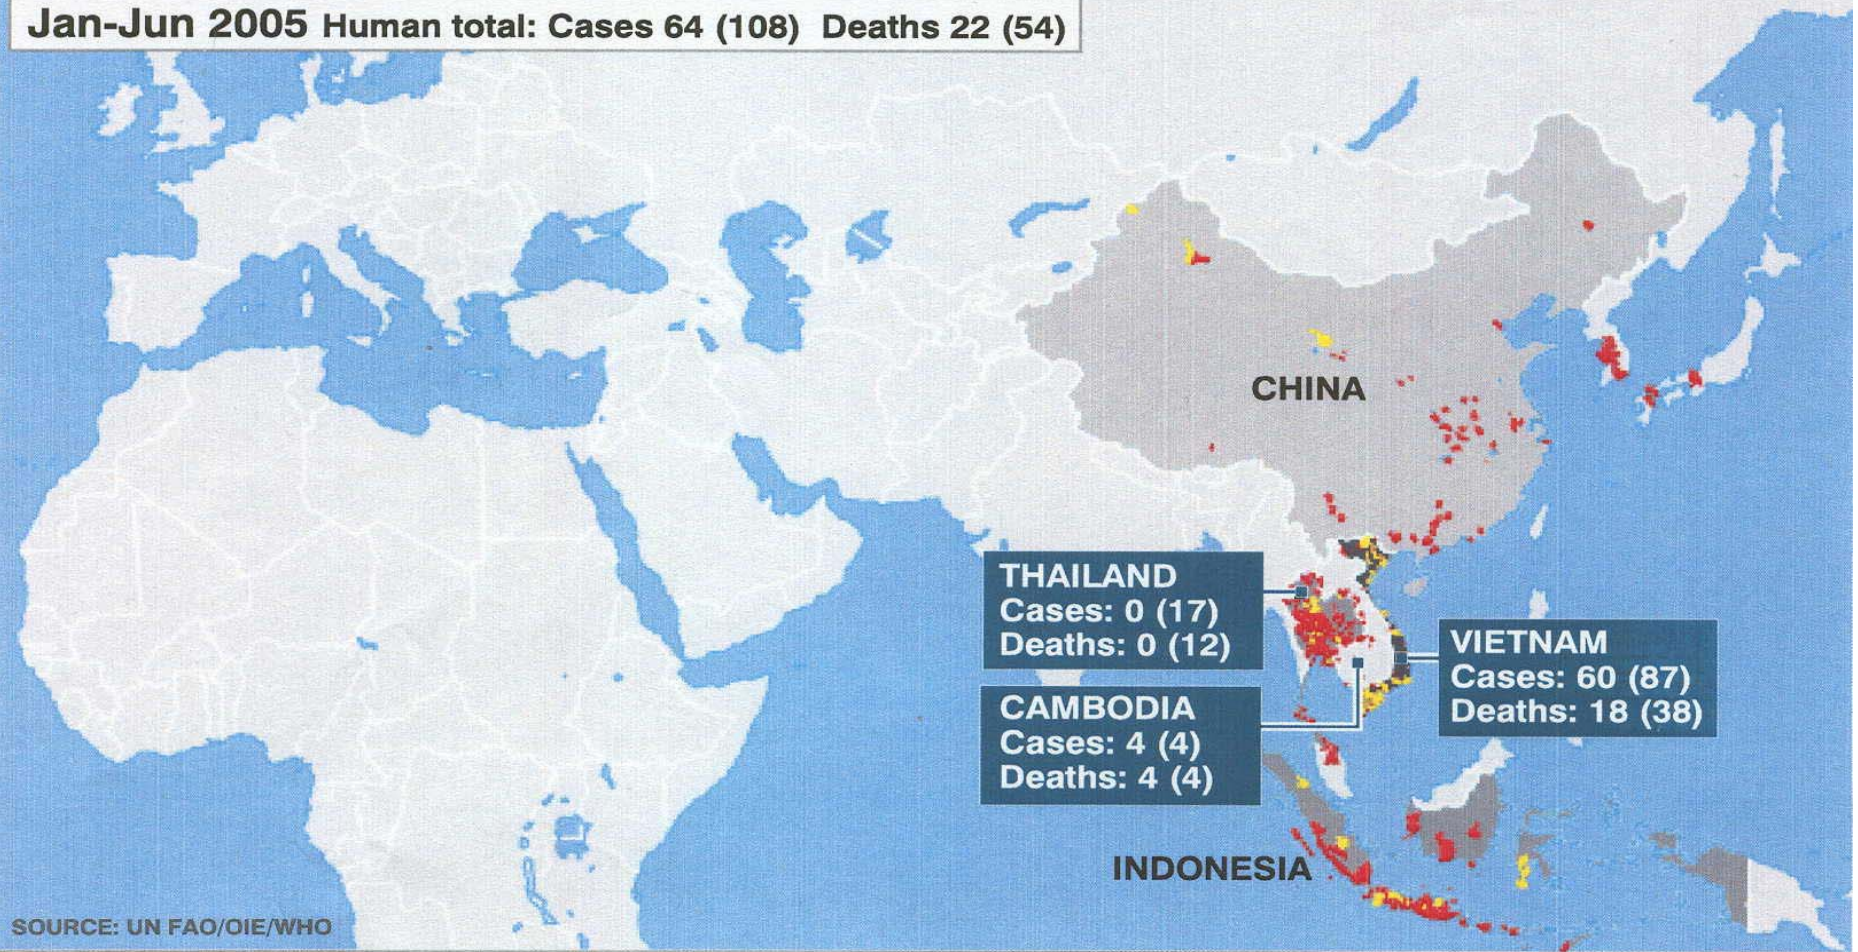 Jan-Jun 2005 Human total: Cases 64 (108) Deaths 22 (54)
CHINA
THAILAND
Cases: 0 (17)
Deaths: 0 (12)
VIETNAM
Cases: 60 (87)
Deaths: 18 (38)
CAMBODIA
Cases: 4 (4)
Deaths: 4 (4)
INDONESIA
SOURCE: UN FAO/OIE/WHO